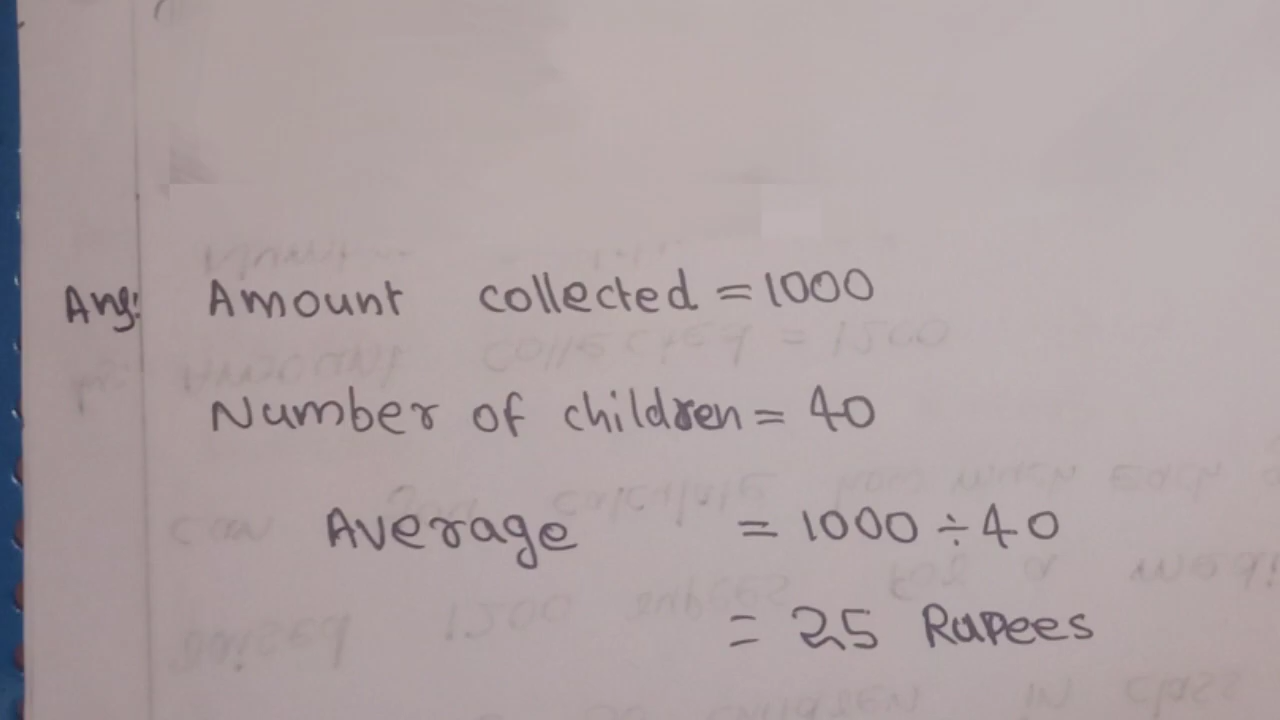 Ans: Amount collected = 1000
Number of children = 40
Average = 1000 ÷ 40
= 25 Rupees